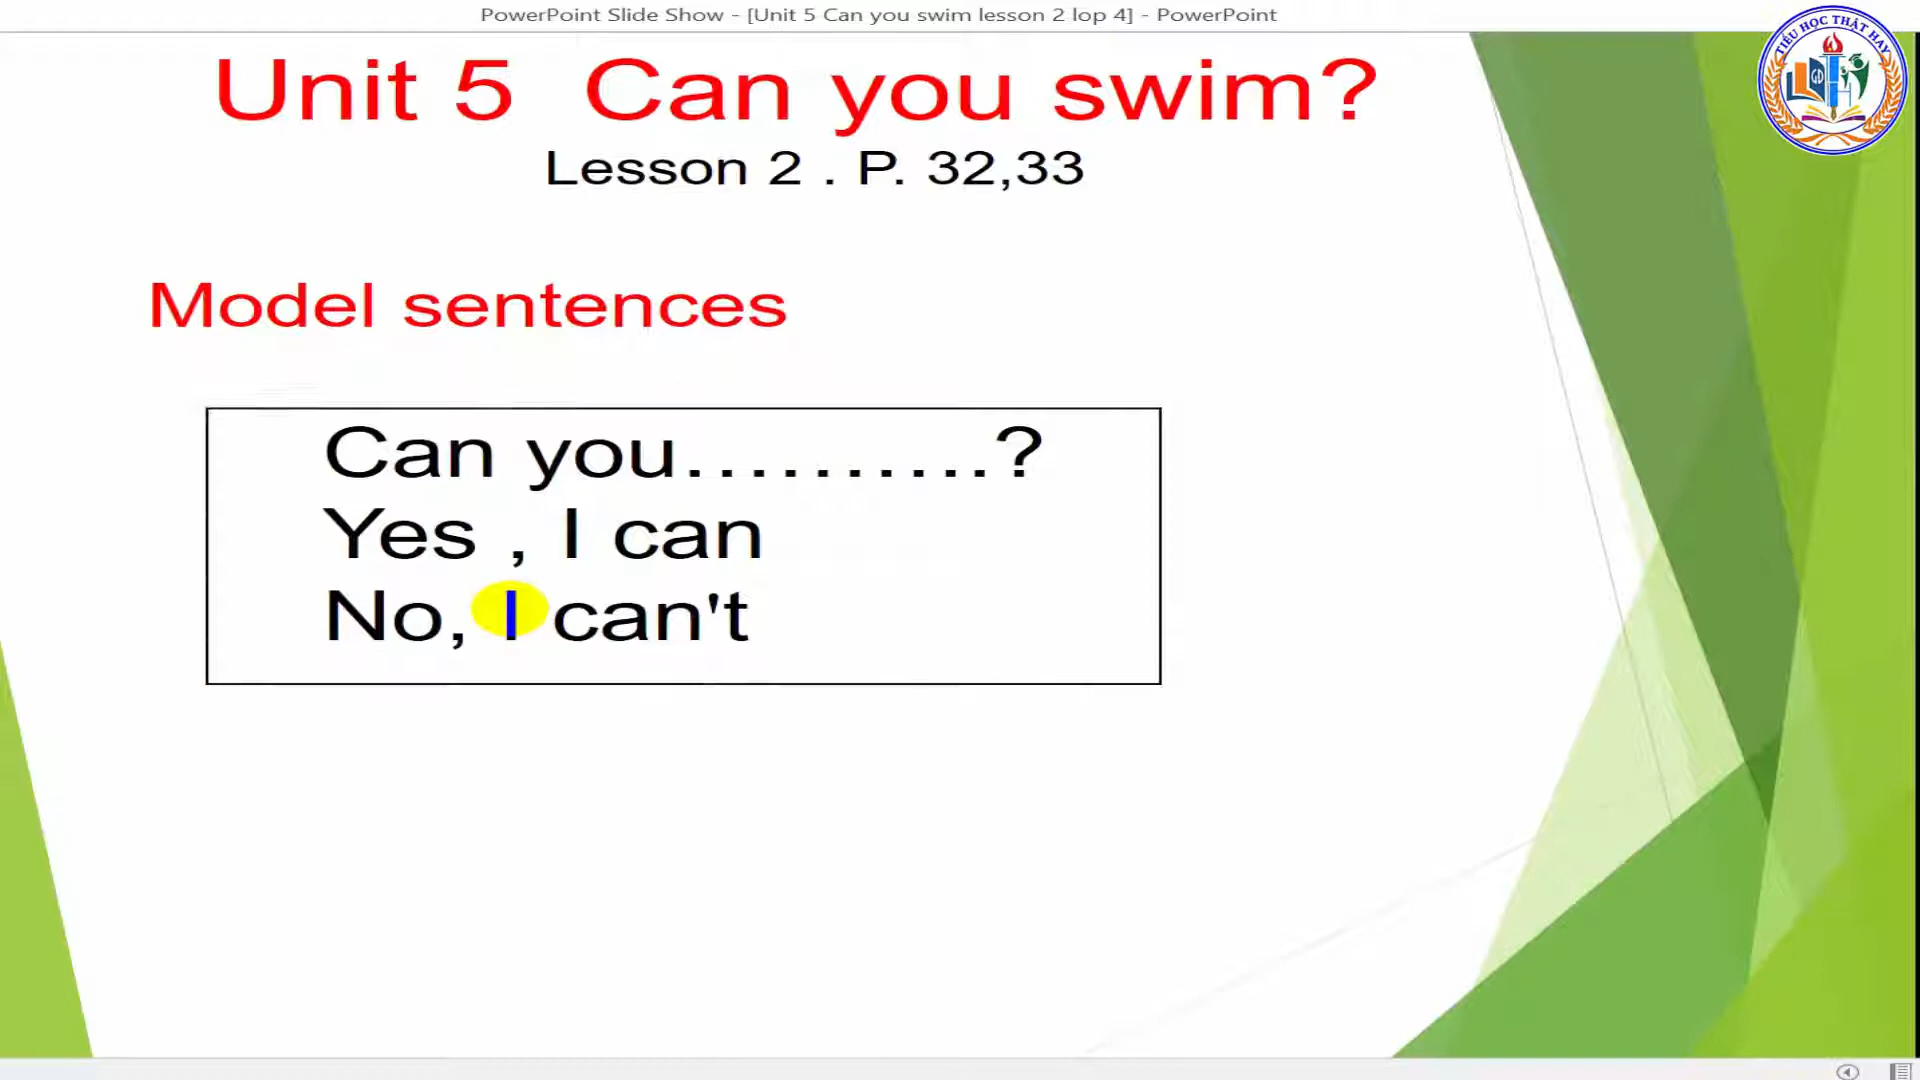 PowerPoint Slide Show - [Unit 5 Can you swim lesson 2 lop 4] - PowerPoint
TIỂU HỌC THẬT HAY
GD
Unit 5 Can you swim?
Lesson 2 . P. 32,33
Model sentences
Can you..........?
Yes , I can
No, I can't